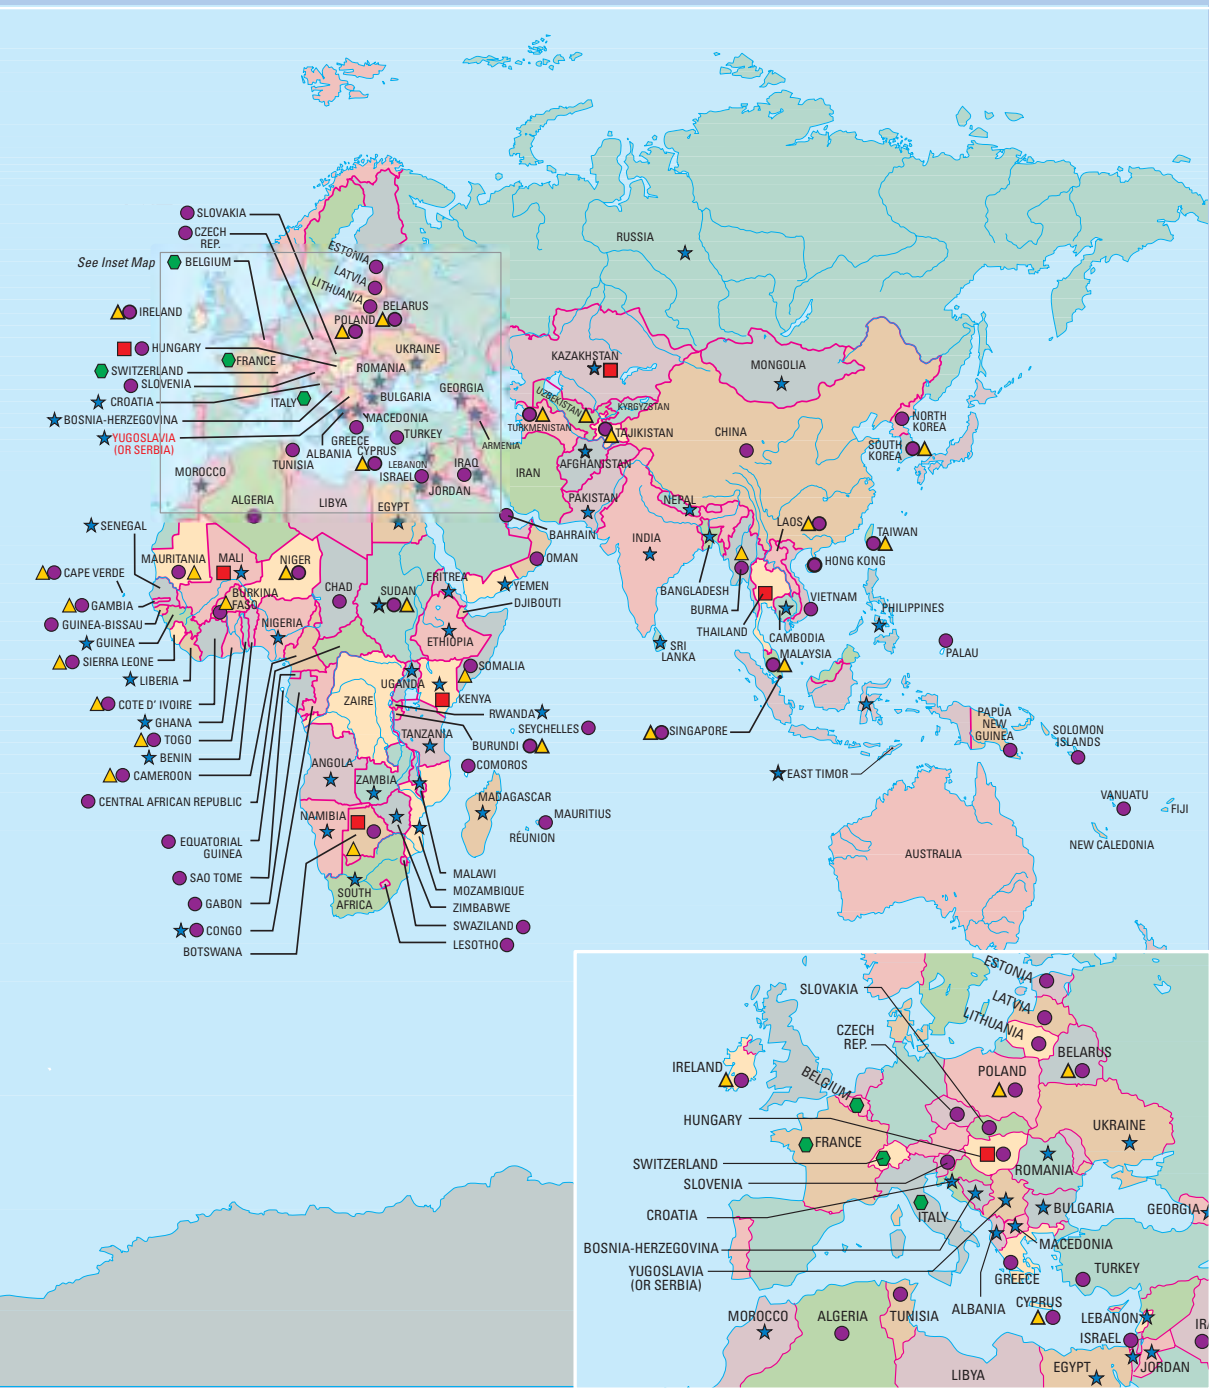 SLOVAKIA
CZECH
REP.
See Inset Map
BELGIUM
ESTONIA
LATVIA
LITHUANIA
IRELAND
BELARUS
POLAND
HUNGARY
FRANCE
UKRAINE
SWITZERLAND
ROMANIA
SLOVENIA
GEORGIA
CROATIA
ITALY
BULGARIA
BOSNIA-HERZEGOVINA
MACEDONIA
YUGOSLAVIA
(OR SERBIA)
GREECE
TURKEY
ARMENIA
ALBANIA
CYPRUS
TUNISIA
LEBANON
IRAQ
ISRAEL
JORDAN
MOROCCO
ALGERIA
LIBYA
EGYPT
RUSSIA
KAZAKHSTAN
MONGOLIA
UZBEKISTAN
KYRGYZSTAN
TURKMENISTAN
TAJIKISTAN
NORTH
KOREA
SOUTH
KOREA
CHINA
IRAN
AFGHANISTAN
PAKISTAN
NEPAL
BAHRAIN
OMAN
INDIA
LAOS
TAIWAN
HONG KONG
BANGLADESH
BURMA
VIETNAM
THAILAND
CAMBODIA
PHILIPPINES
SRI
LANKA
MALAYSIA
PALAU
SINGAPORE
PAPUA
NEW
GUINEA
SOLOMON
ISLANDS
EAST TIMOR
VANUATU
FIJI
NEW CALEDONIA
AUSTRALIA
SENEGAL
MAURITANIA
MALI
NIGER
CAPE VERDE
CHAD
SUDAN
ERITREA
YEMEN
DJIBOUTI
BURKINA
FASO
GAMBIA
GUINEA-BISSAU
NIGERIA
GUINEA
ETHIOPIA
SIERRA LEONE
SOMALIA
LIBERIA
UGANDA
COTE D' IVOIRE
ZAIRE
KENYA
GHANA
RWANDA
SEYCHELLES
TOGO
TANZANIA
BURUNDI
BENIN
COMOROS
CAMEROON
ANGOLA
ZAMBIA
CENTRAL AFRICAN REPUBLIC
MADAGASCAR
NAMIBIA
MAURITIUS
RÉUNION
EQUATORIAL
GUINEA
SAO TOME
MALAWI
MOZAMBIQUE
SOUTH
AFRICA
GABON
ZIMBABWE
CONGO
SWAZILAND
BOTSWANA
LESOTHO
SLOVAKIA
ESTONIA
LATVIA
LITHUANIA
CZECH
REP.
BELARUS
IRELAND
BELGIUM
POLAND
HUNGARY
UKRAINE
FRANCE
SWITZERLAND
ROMANIA
SLOVENIA
CROATIA
ITALY
BULGARIA
GEORGIA
BOSNIA-HERZEGOVINA
MACEDONIA
YUGOSLAVIA
(OR SERBIA)
GREECE
TURKEY
ALBANIA
CYPRUS
MOROCCO
ALGERIA
TUNISIA
LEBANON
ISRAEL
LIBYA
EGYPT
JORDAN